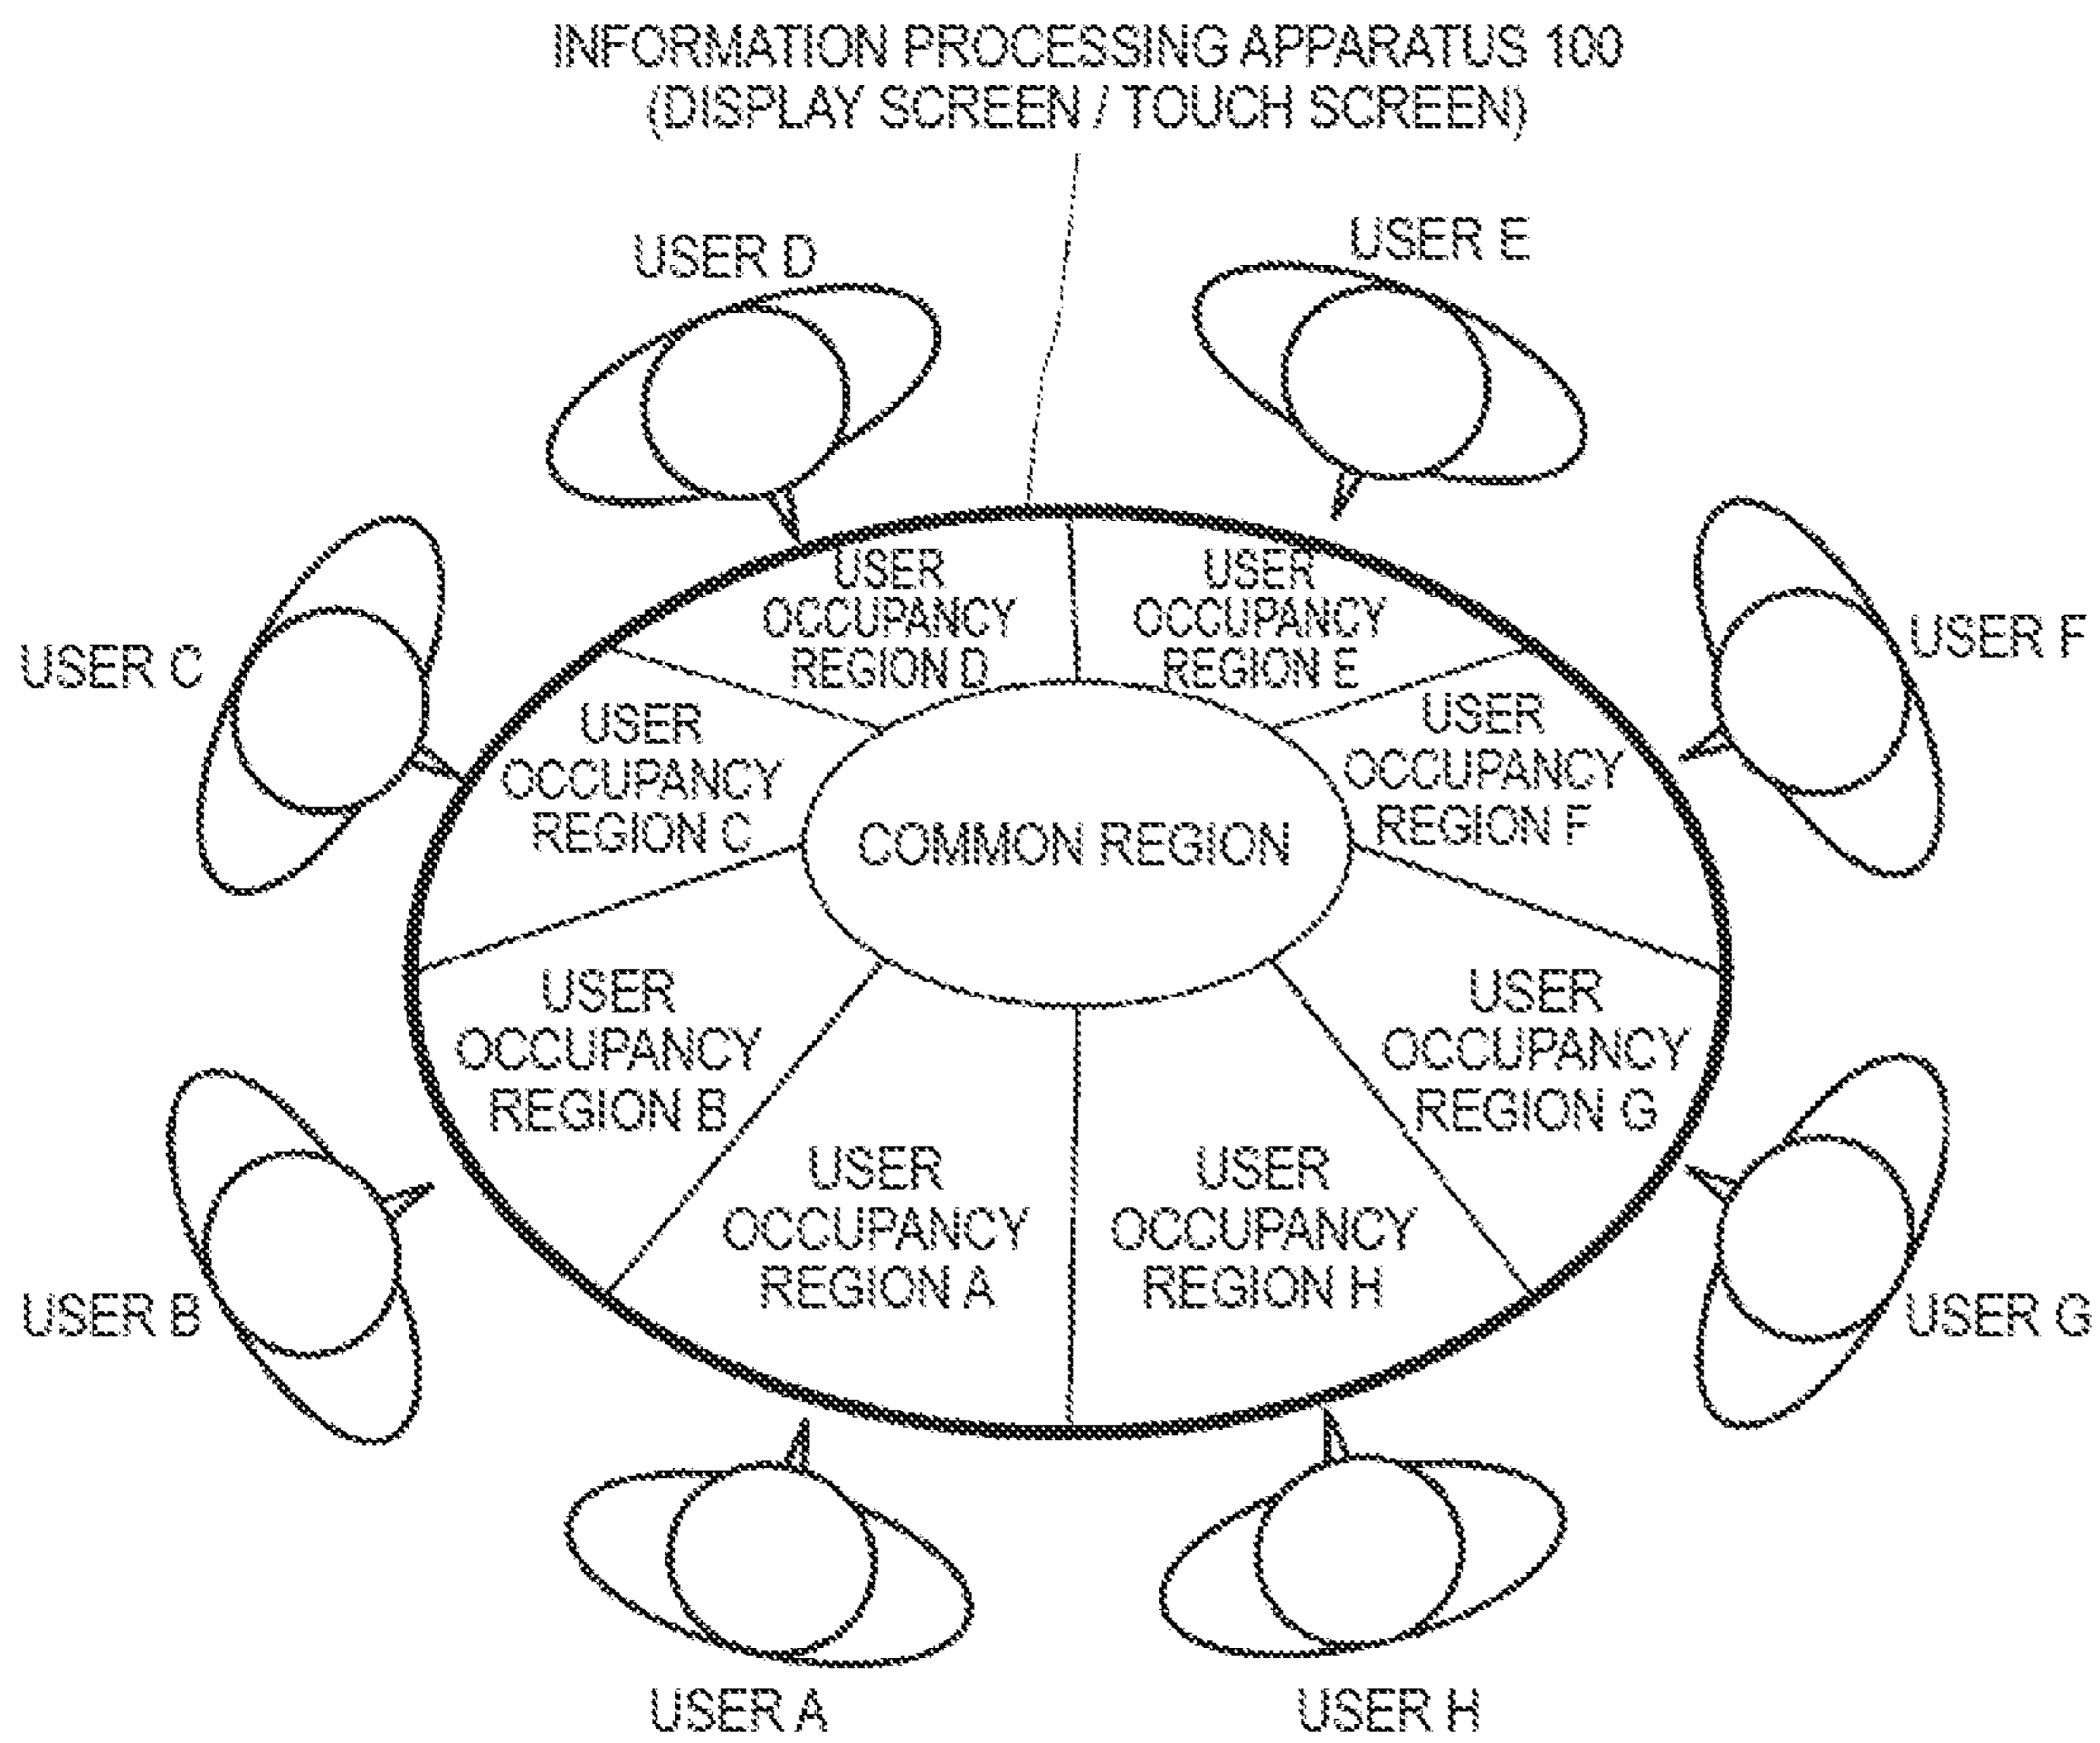 INFORMATION PROCESSING APPARATUS 100
(DISPLAY SCREEN / TOUCH SCREEN)
USER D
USER E
USER C
USER F
USER
OCCUPANCY
REGION D
USER
OCCUPANCY
REGION E
USER
OCCUPANCY
REGION C
USER
OCCUPANCY
REGION F
COMMON REGION
USER
OCCUPANCY
REGION B
USER
OCCUPANCY
REGION G
USER
OCCUPANCY
REGION A
USER
OCCUPANCY
REGION H
USER B
USER G
USER A
USER H